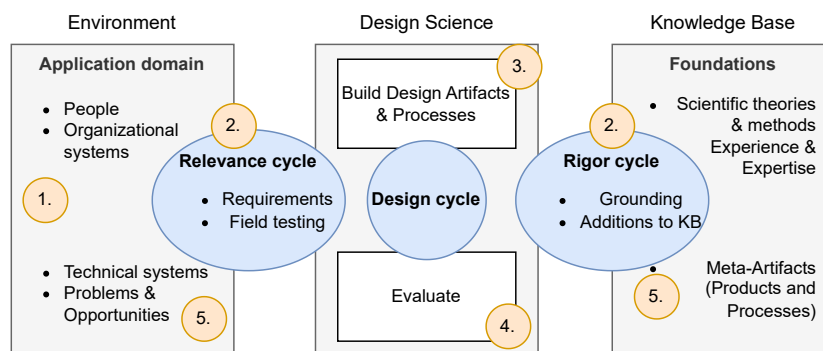 Environment
Design Science
Knowledge Base
Application domain
• People
• Organizational
systems
1.
• Technical systems
• Problems &
Opportunities
5.
2.
Relevance cycle
• Requirements
• Field testing
3.
Build Design Artifacts
& Processes
Design cycle
Evaluate
4.
2.
Rigor cycle
• Grounding
• Additions to KB
Foundations
• Scientific theories
& methods
Experience &
Expertise
• Meta-Artifacts
(Products and
Processes)
5.